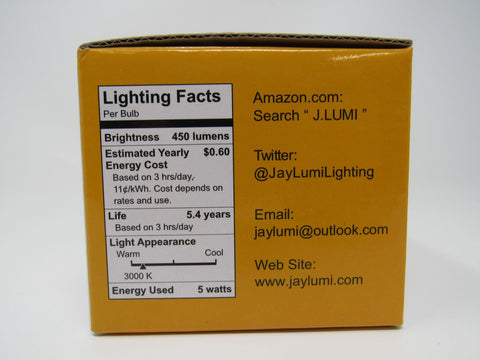 Lighting Facts
Per Bulb
Brightness 450 lumens
Estimated Yearly $0.60
Energy Cost
Based on 3 hrs/day,
11¢/kWh. Cost depends on
rates and use.
Life 5.4 years
Based on 3 hrs/day
Light Appearance
Warm Cool
3000 K
Energy Used 5 watts
Amazon.com:
Search “ J.LUMI ”
Twitter:
@JayLumiLighting
Email:
jaylumi@outlook.com
Web Site:
www.jaylumi.com